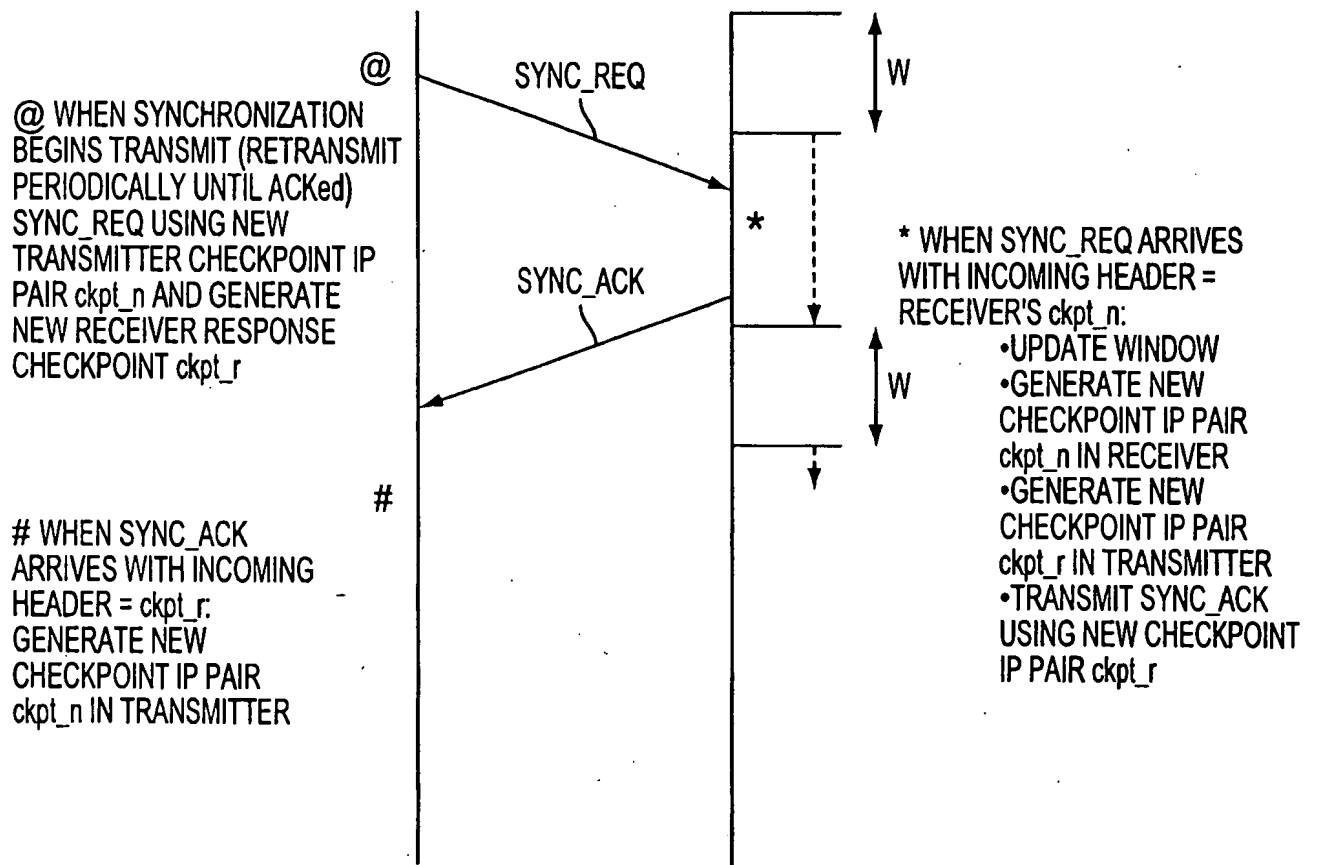 @
@ WHEN SYNCHRONIZATION
BEGINS TRANSMIT (RETRANSMIT
PERIODICALLY UNTIL ACKed)
SYNC_REQ USING NEW
TRANSMITTER CHECKPOINT IP
PAIR ckpt_n AND GENERATE
NEW RECEIVER RESPONSE
CHECKPOINT ckpt_r
SYNC_REQ
W
*
SYNC_ACK
W
* WHEN SYNC_REQ ARRIVES
WITH INCOMING HEADER =
RECEIVER'S ckpt_n:
•UPDATE WINDOW
•GENERATE NEW
CHECKPOINT IP PAIR
ckpt_n IN RECEIVER
•GENERATE NEW
CHECKPOINT IP PAIR
ckpt_r IN TRANSMITTER
•TRANSMIT SYNC_ACK
USING NEW CHECKPOINT
IP PAIR ckpt_r
#
# WHEN SYNC_ACK
ARRIVES WITH INCOMING
HEADER = ckpt_r:
GENERATE NEW
CHECKPOINT IP PAIR
ckpt_n IN TRANSMITTER